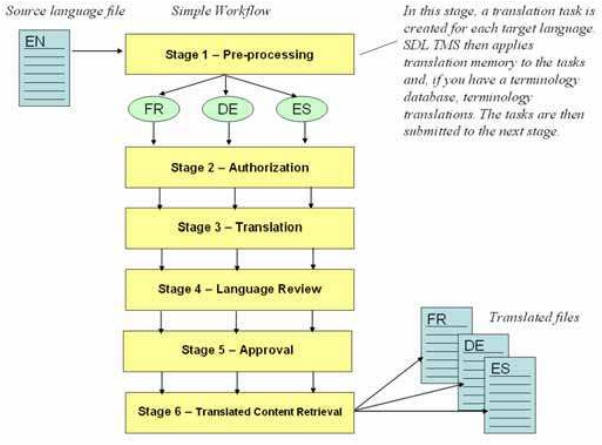 Source language file
Simple Workflow
In this stage, a translation task is
created for each target language.
SDL TMS then applies
translation memory to the tasks
and, if you have a terminology
database, terminology
translations. The tasks are then
submitted to the next stage.
EN
Stage 1 – Pre-processing
FR DE ES
Stage 2 – Authorization
Stage 3 – Translation
Stage 4 – Language Review
Stage 5 – Approval
Stage 6 – Translated Content Retrieval
Translated files
FR
DE
ES